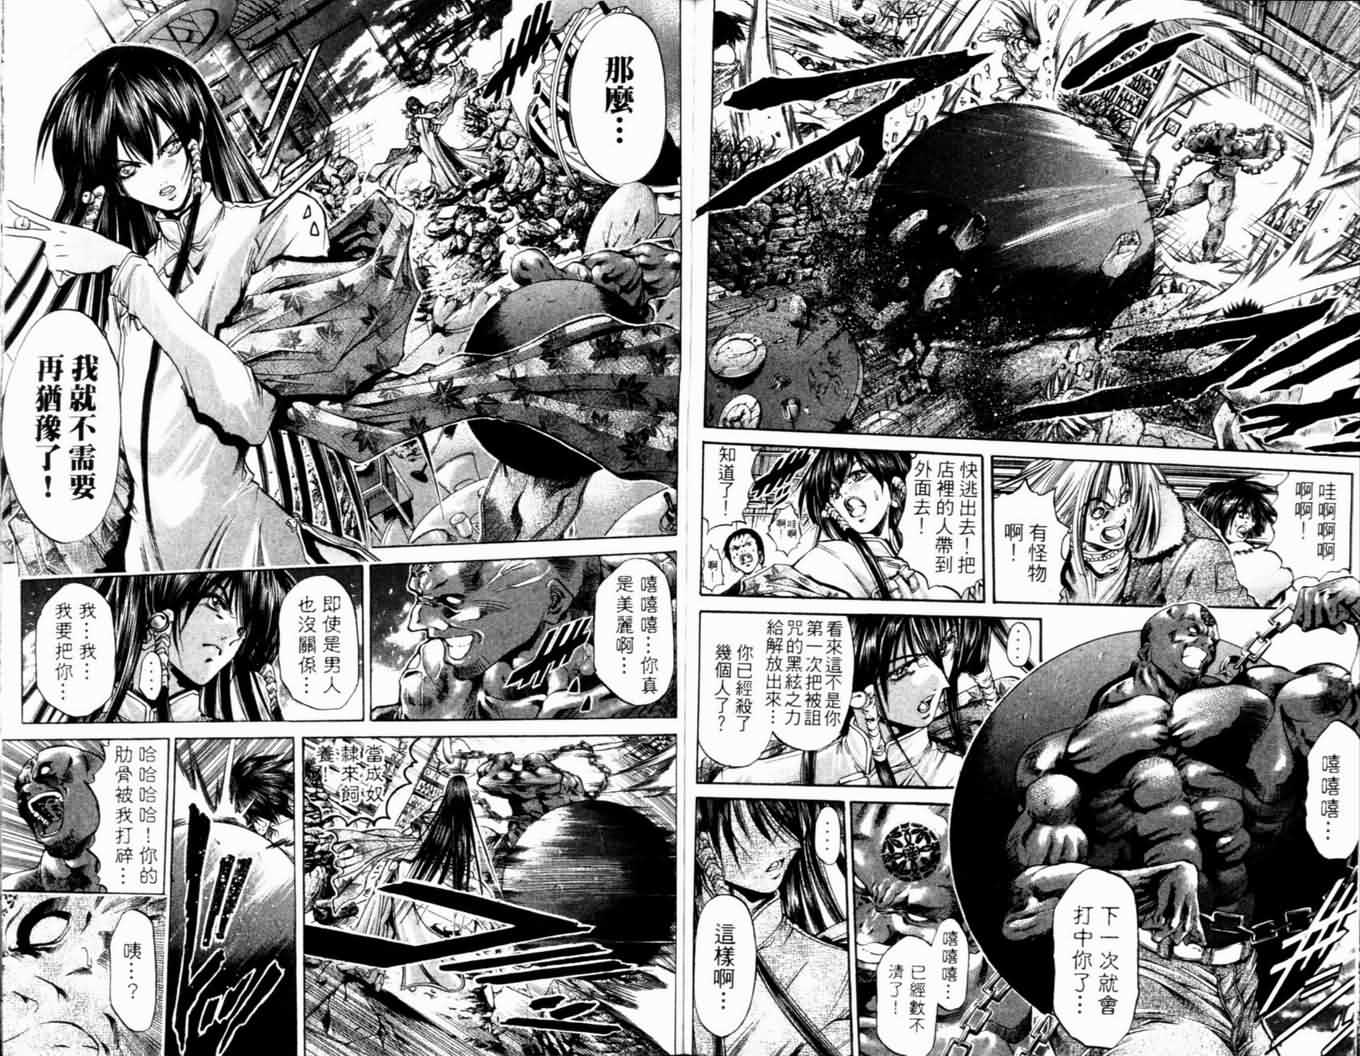 哇啊啊啊
啊啊！
有怪物
啊！
快逃出去！把
店裡的人帶到
外面去！
哇啊
啊
啊
知道了！
嘻嘻嘻…
下一次就會
打中你了…
…
看來這不是你
第一次把被詛
咒的黑絃之力
給解放出來…
你已經殺了
幾個人了？
嘻嘻嘻…
已經數不
清了！
…
這樣啊…
那麼…
我就不需要
再猶豫了！
嘻嘻嘻…你真
是美麗啊…
即使是男人
也沒關係…
…
我…我…
我要把你…
當成奴
隸來飼
養！
哈哈哈哈！你的
肋骨被我打碎…
咦…？